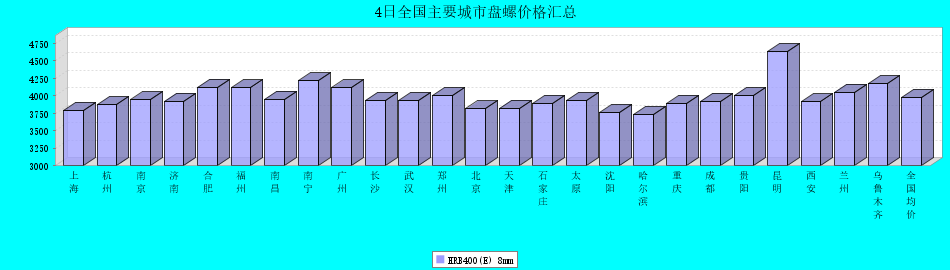 4日全国主要城市盘螺价格汇总
4750
4500
4250
4000
3750
3500
3250
3000
上海
杭州
南京
济南
合肥
福州
南昌
南宁
广州
长沙
武汉
郑州
北京
天津
石家庄
太原
沈阳
哈尔滨
重庆
成都
贵阳
昆明
西安
兰州
乌鲁木齐
全国均价
HRB400(E) 8mm